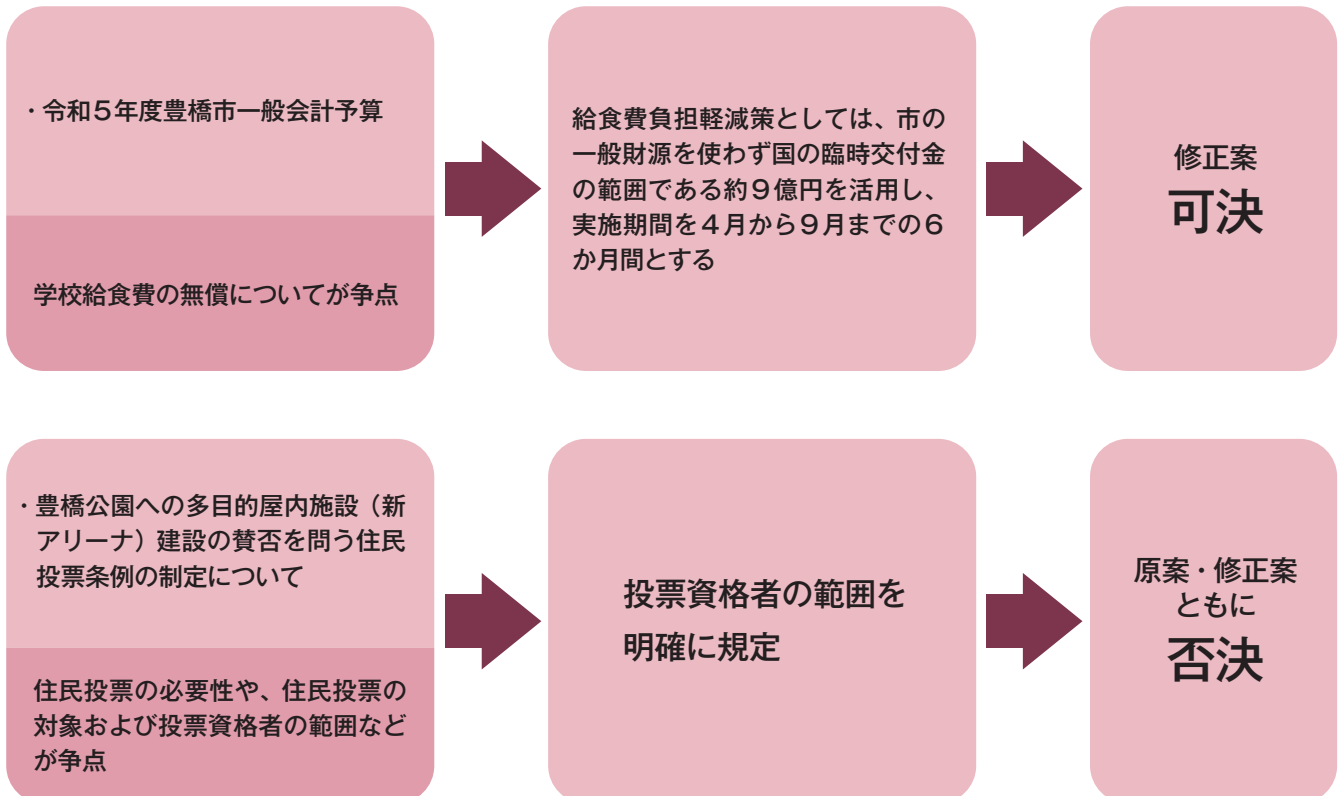 ・令和5年度豊橋市一般会計予算
学校給食費の無償についてが争点
給食費負担軽減策としては、市の
一般財源を使わず国の臨時交付金
の範囲である約9億円を活用し、
実施期間を4月から9月までの6
か月間とする
修正案
可決
・豊橋公園への多目的屋内施設（新
アリーナ）建設の賛否を問う住民
投票条例の制定について
住民投票の必要性や、住民投票の
対象および投票資格者の範囲など
が争点
投票資格者の範囲を
明確に規定
原案・修正案
ともに
否決